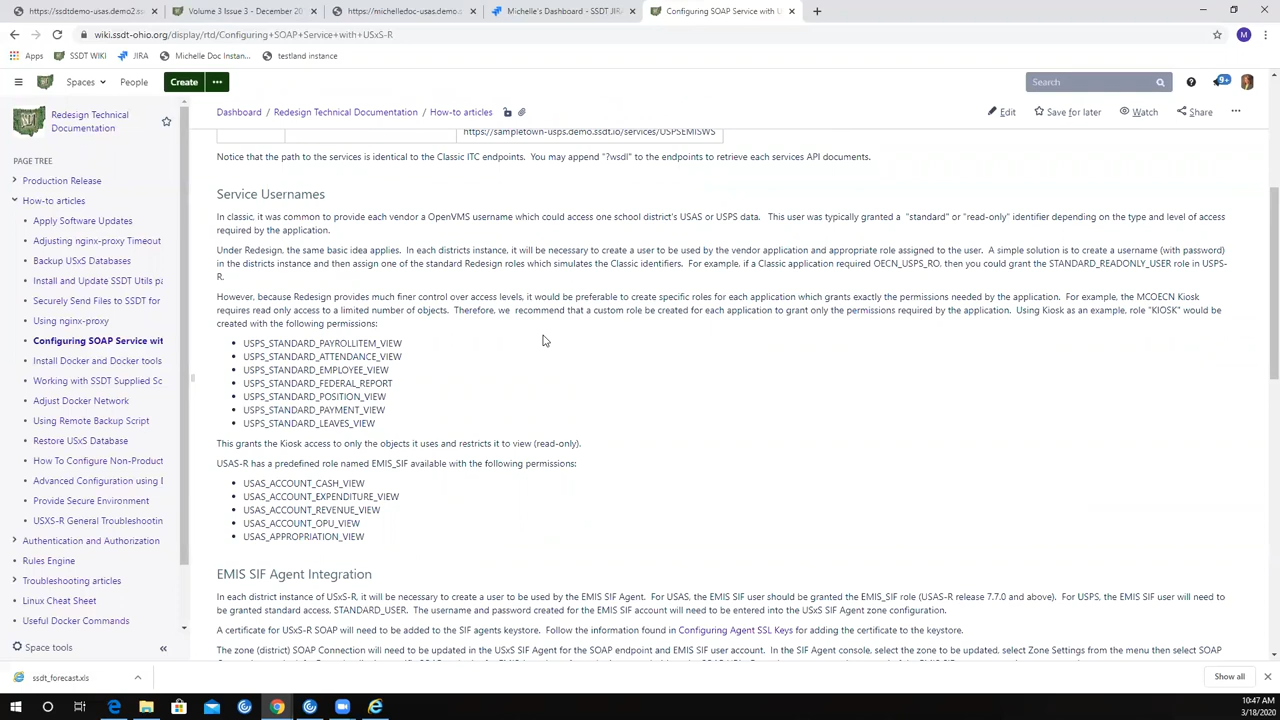 https://ssdtdemo-usas.demo2.ss
Volume 3 Issue 3 - December 20
https://michelledoc-usas.demo.s
Michelle's Dashboard - SSDT JIRA
Configuring SOAP Service with U
wiki.ssdt-ohio.org/display/rtd/Configuring+SOAP+Service+with+USxS-R
M
Apps
SSDT WIKI
JIRA
Michelle Doc Instan...
testland instance
Spaces
People
Create
Search
9+
Redesign Technical
Documentation
PAGE TREE
Production Release
How-to articles
Apply Software Updates
Adjusting nginx-proxy Timeout
Backup USxS Databases
Install and Update SSDT Utils pa
Securely Send Files to SSDT for
Using nginx-proxy
Configuring SOAP Service wit
Install Docker and Docker tools
Working with SSDT Supplied Sc
Adjust Docker Network
Using Remote Backup Script
Restore USxS Database
How To Configure Non-Product
Advanced Configuration using E
Provide Secure Environment
USXS-R General Troubleshootin
Authentication and Authorization
Rules Engine
Troubleshooting articles
Linux Cheat Sheet
Useful Docker Commands
Space tools
Dashboard / Redesign Technical Documentation / How-to articles
Edit
Save for later
Watch
Share
https://sampletown-usps.demo.ssdt.io/services/USPSEMISWS
Notice that the path to the services is identical to the Classic ITC endpoints. You may append "?wsdl" to the endpoints to retrieve each services API documents.
Service Usernames
In classic, it was common to provide each vendor a OpenVMS username which could access one school district's USAS or USPS data. This user was typically granted a "standard" or "read-only" identifier depending on the type and level of access
required by the application.
Under Redesign, the same basic idea applies. In each districts instance, it will be necessary to create a user to be used by the vendor application and appropriate role assigned to the user. A simple solution is to create a username (with password)
in the districts instance and then assign one of the standard Redesign roles which simulates the Classic identifiers. For example, if a Classic application required OECN_USPS_RO, then you could grant the STANDARD_READONLY_USER role in USPS-
R.
However, because Redesign provides much finer control over access levels, it would be preferable to create specific roles for each application which grants exactly the permissions needed by the application. For example, the MCOECN Kiosk
requires read only access to a limited number of objects. Therefore, we recommend that a custom role be created for each application to grant only the permissions required by the application. Using Kiosk as an example, role "KIOSK" would be
created with the following permissions:
USPS_STANDARD_PAYROLLITEM_VIEW
USPS_STANDARD_ATTENDANCE_VIEW
USPS_STANDARD_EMPLOYEE_VIEW
USPS_STANDARD_FEDERAL_REPORT
USPS_STANDARD_POSITION_VIEW
USPS_STANDARD_PAYMENT_VIEW
USPS_STANDARD_LEAVES_VIEW
This grants the Kiosk access to only the objects it uses and restricts it to view (read-only).
USAS-R has a predefined role named EMIS_SIF available with the following permissions:
USAS_ACCOUNT_CASH_VIEW
USAS_ACCOUNT_EXPENDITURE_VIEW
USAS_ACCOUNT_REVENUE_VIEW
USAS_ACCOUNT_OPU_VIEW
USAS_APPROPRIATION_VIEW
EMIS SIF Agent Integration
In each district instance of USxS-R, it will be necessary to create a user to be used by the EMIS SIF Agent. For USAS, the EMIS SIF user should be granted the EMIS_SIF role (USAS-R release 7.7.0 and above). For USPS, the EMIS SIF user will need to
be granted standard access, STANDARD_USER. The username and password created for the EMIS SIF account will need to be entered into the USxS SIF Agent zone configuration.
A certificate for USxS-R SOAP will need to be added to the SIF agents keystore. Follow the information found in Configuring Agent SSL Keys for adding the certificate to the keystore.
The zone (district) SOAP Connection will need to be updated in the USxS SIF Agent for the SOAP endpoint and EMIS SIF user account. In the SIF Agent console, select the zone to be updated, select Zone Settings from the menu then select SOAP
ssdt_forecast.xls
Show all
10:47 AM
3/18/2020